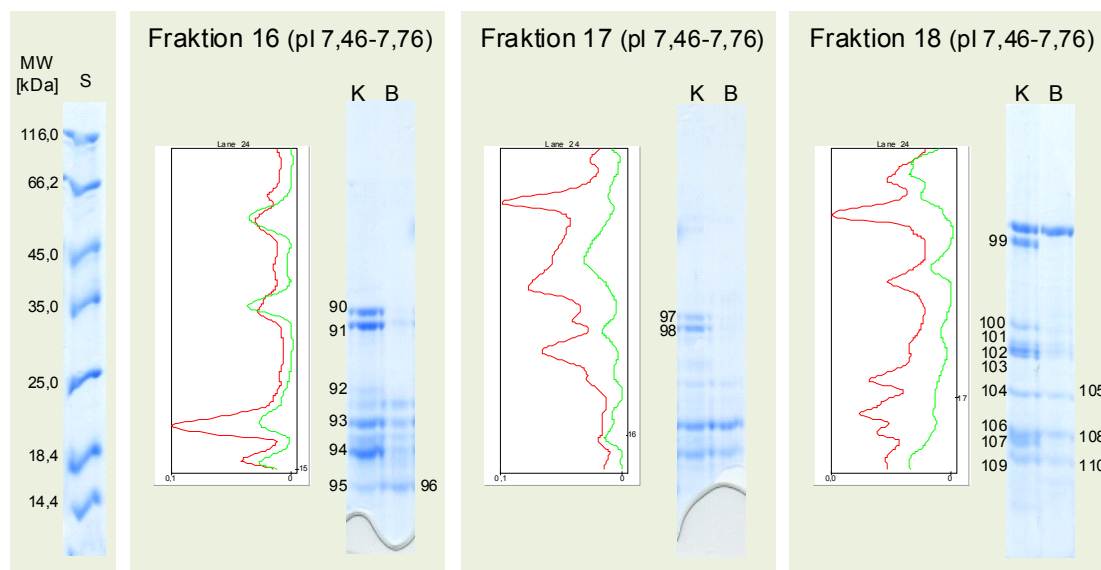 MW
[kDa]
S
116,0
66,2
45,0
35,0
25,0
18,4
14,4
Fraktion 16 (pI 7,46-7,76)
K B
Lane 24
90
91
92
93
94
95
96
15
0,1 0
Fraktion 17 (pI 7,46-7,76)
K B
Lane 24
97
98
16
0,1 0
Fraktion 18 (pI 7,46-7,76)
K B
Lane 24
99
100
101
102
103
104 105
17
106
107 108
109 110
0,0 0